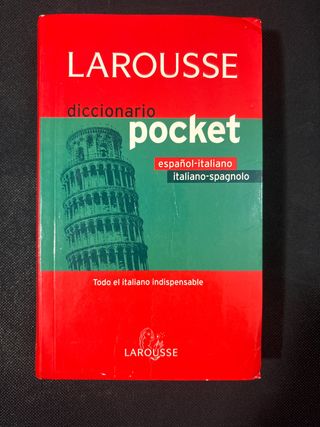 LAROUSSE
diccionario
pocket
español-italiano
italiano-spagnolo
Todo el italiano indispensable
LAROUSSE